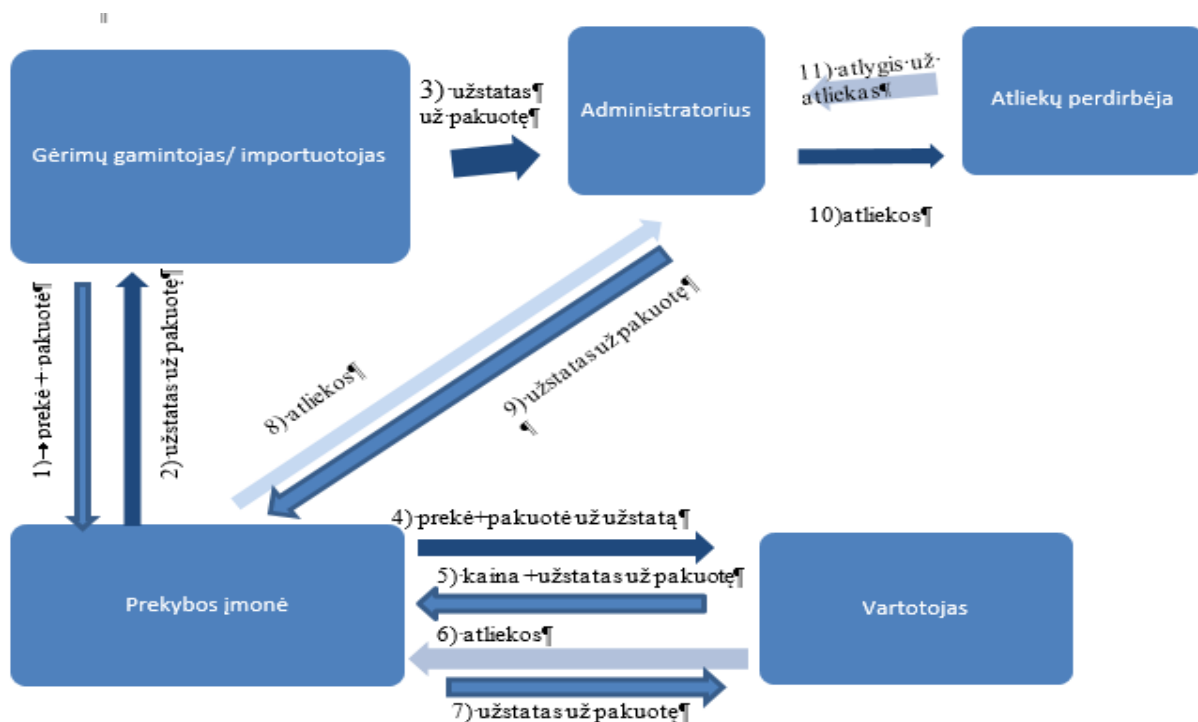 ¶
Gėrimų gamintojas/ importuotojas
3)·užstatas¶
už·pakuotę¶
Administratorius
11)·atlygis·už·
atliekas¶
Atliekų perdirbėja
10)atliekos¶
1)→prekė+·pakuotė¶
2)·užstatas·už·pakuotę¶
8)·atliekos¶
9)·užstatas·už·pakuotę¶
¶
4)·prekė+pakuotė·už·užstatą¶
5)·kaina·+užstatas·už·pakuotę¶
6)·atliekos¶
7)·užstatas·už·pakuotę¶
Prekybos įmonė
Vartotojas